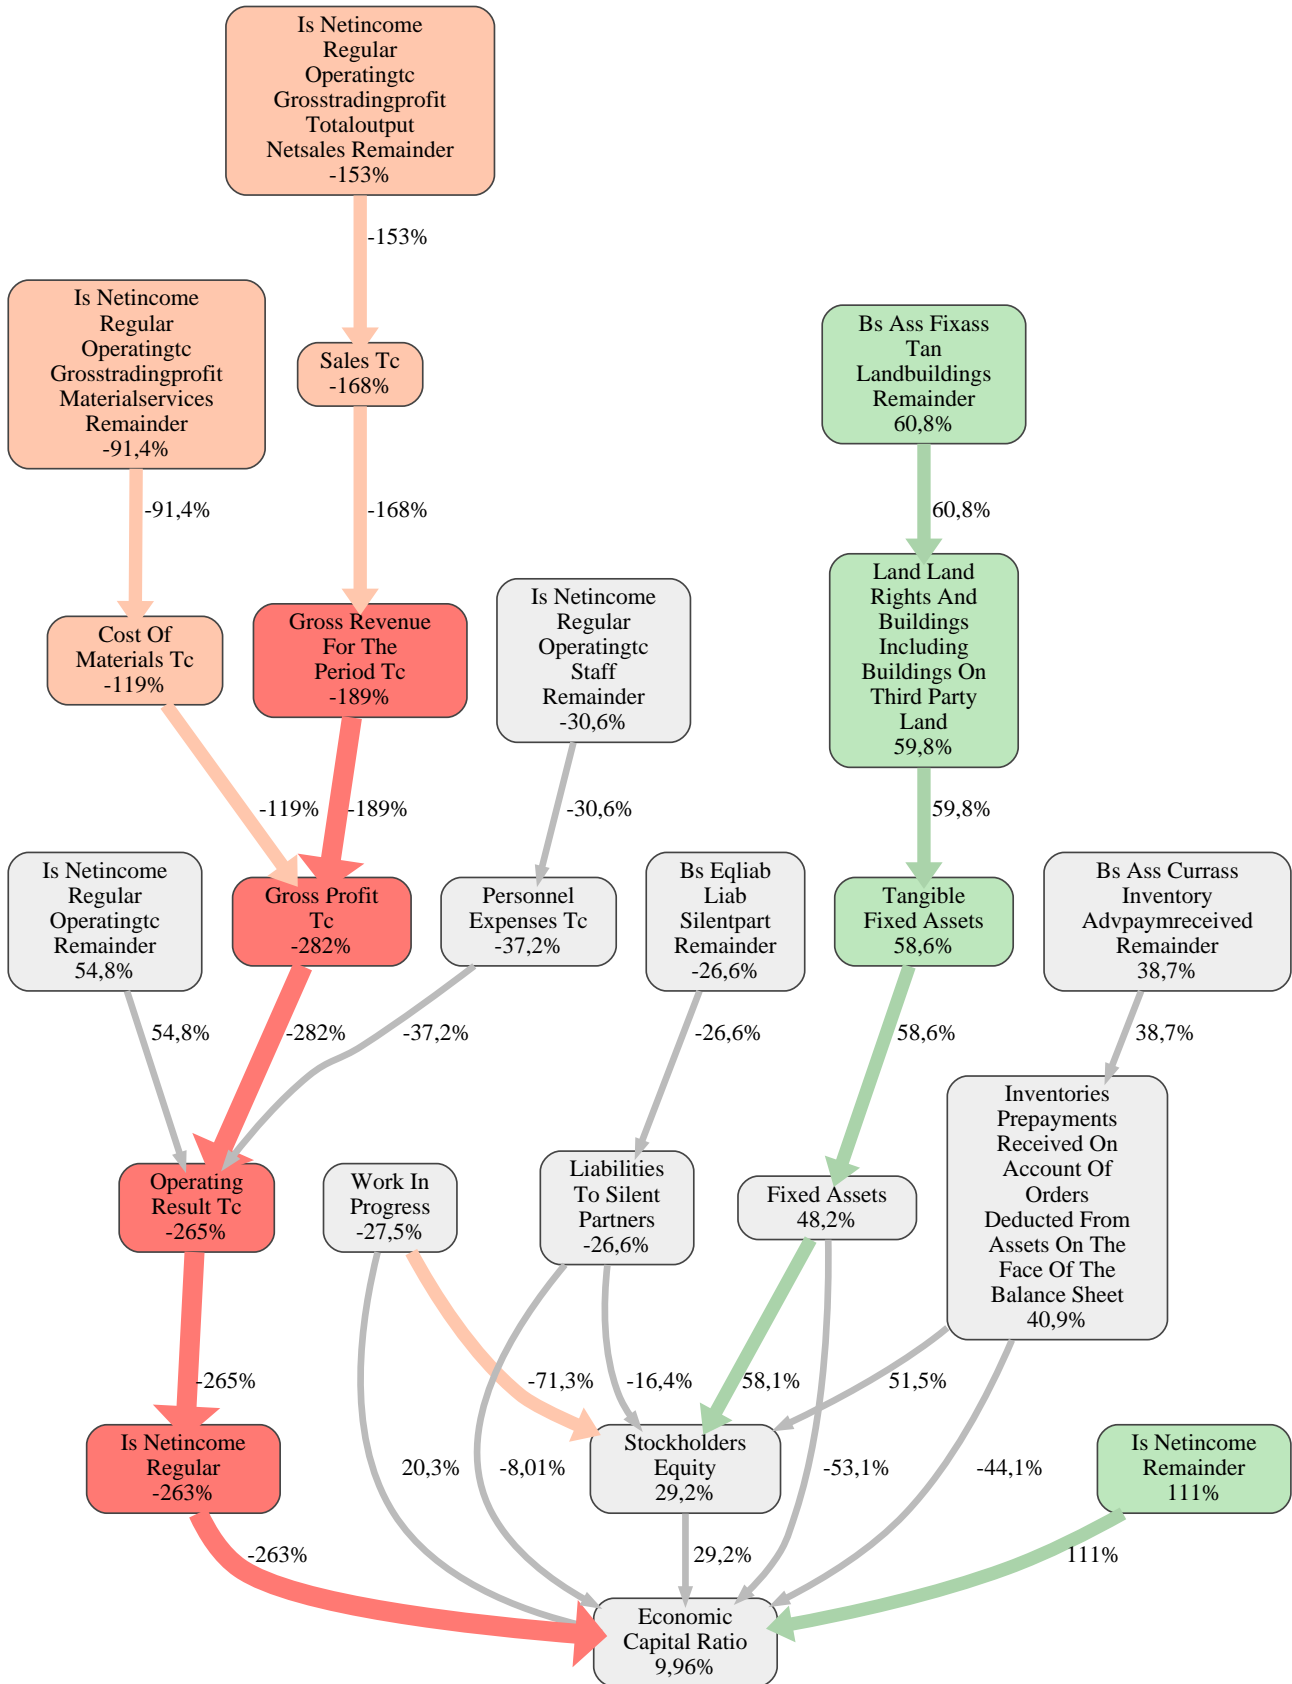 Is Netincome
Regular
Operatingtc
Grosstradingprofit
Totaloutput
Netsales Remainder
-153%
-153%
Is Netincome
Regular
Operatingtc
Grosstradingprofit
Materialservices
Remainder
-91,4%
Sales Tc
-168%
Bs Ass Fixass
Tan
Landbuildings
Remainder
60,8%
-91,4%
-168%
60,8%
Cost Of
Materials Tc
-119%
Gross Revenue
For The
Period Tc
-189%
Is Netincome
Regular
Operatingtc
Staff
Remainder
-30,6%
Land Land
Rights And
Buildings
Including
Buildings On
Third Party
Land
59,8%
-119%
-189%
-30,6%
59,8%
Is Netincome
Regular
Operatingtc
Remainder
54,8%
Gross Profit
Tc
-282%
Personnel
Expenses Tc
-37,2%
Bs Eqliab
Liab
Silentpart
Remainder
-26,6%
Tangible
Fixed Assets
58,6%
Bs Ass Currass
Inventory
Advpaymreceived
Remainder
38,7%
54,8%
-282%
-37,2%
-26,6%
58,6%
38,7%
Operating
Result Tc
-265%
Work In
Progress
-27,5%
Liabilities
To Silent
Partners
-26,6%
Fixed Assets
48,2%
Inventories
Prepayments
Received On
Account Of
Orders
Deducted From
Assets On The
Face Of The
Balance Sheet
40,9%
-265%
-71,3%
-16,4%
58,1%
51,5%
Is Netincome
Regular
-263%
20,3%
-8,01%
Stockholders
Equity
29,2%
-53,1%
-44,1%
Is Netincome
Remainder
111%
-263%
29,2%
111%
Economic
Capital Ratio
9,96%